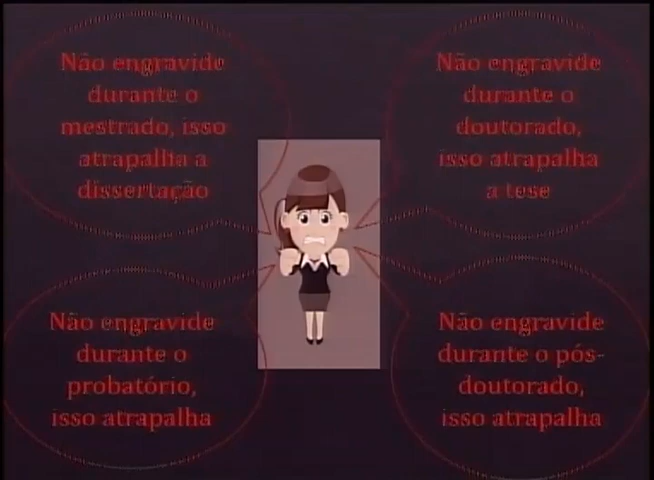 Não engravide
durante o
mestrado, isso
atrapalha a
dissertação
Não engravide
durante o
doutorado,
isso atrapalha
a tese
Não engravide
durante o
probatório,
isso atrapalha
Não engravide
durante o pós-
doutorado,
isso atrapalha